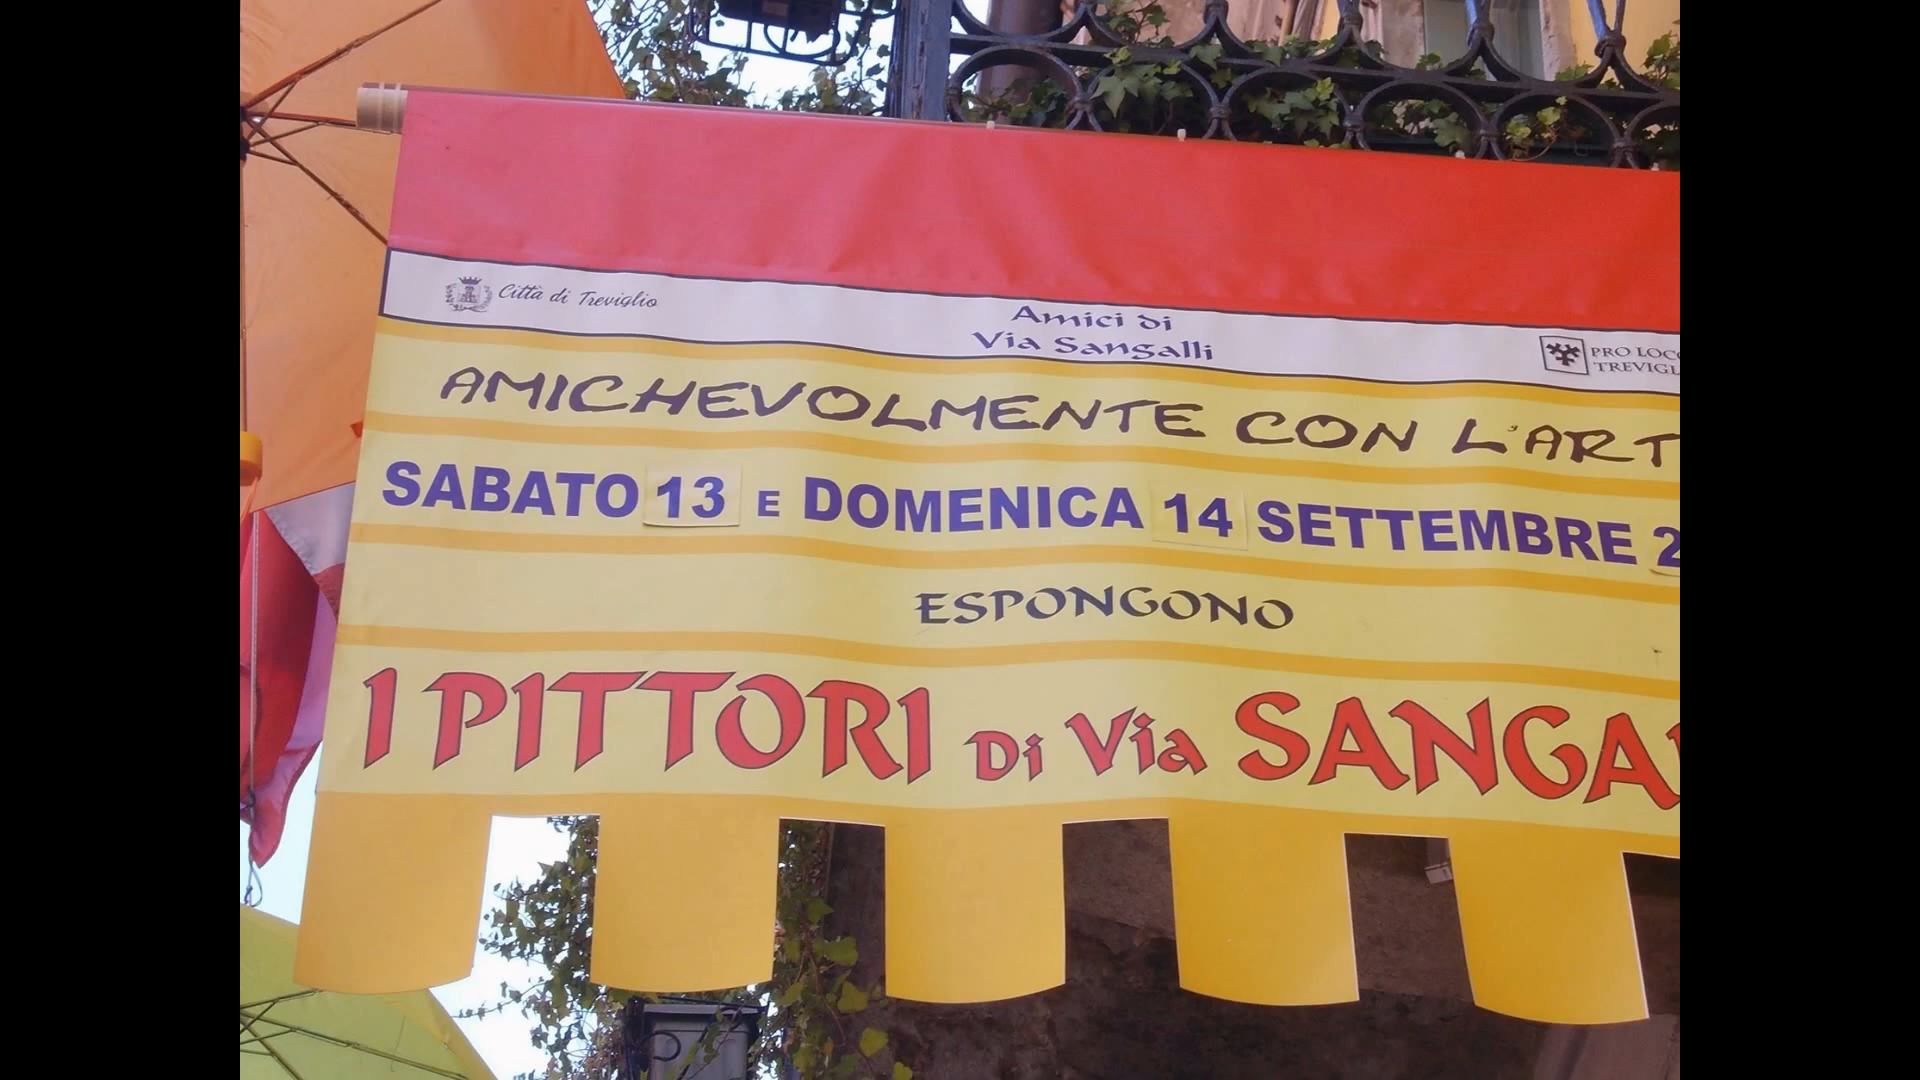 Città di Treviglio
Amici di
Via Sangalli
PRO LOCO
TREVIGL
AMICHEVOLMENTE CON L'ART
SABATO 13 E DOMENICA 14 SETTEMBRE 2
ESPONGONO
I PITTORI Di Via SANGA